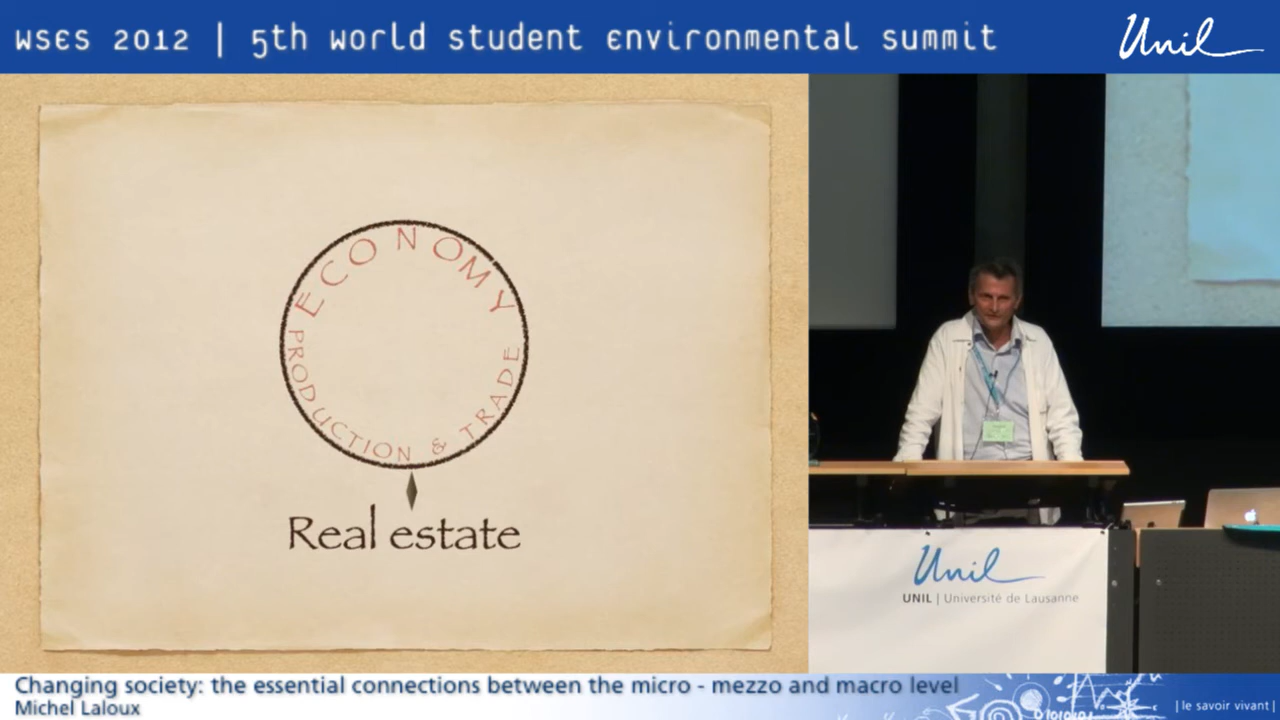 WSES 2012 | 5th world student environmental summit
Unil
ECONOMY
PRODUCTION & TRADE
Real estate
Unil
UNIL | Université de Lausanne
Changing society: the essential connections between the micro - mezzo and macro level
Michel Laloux
| le savoir vivant |